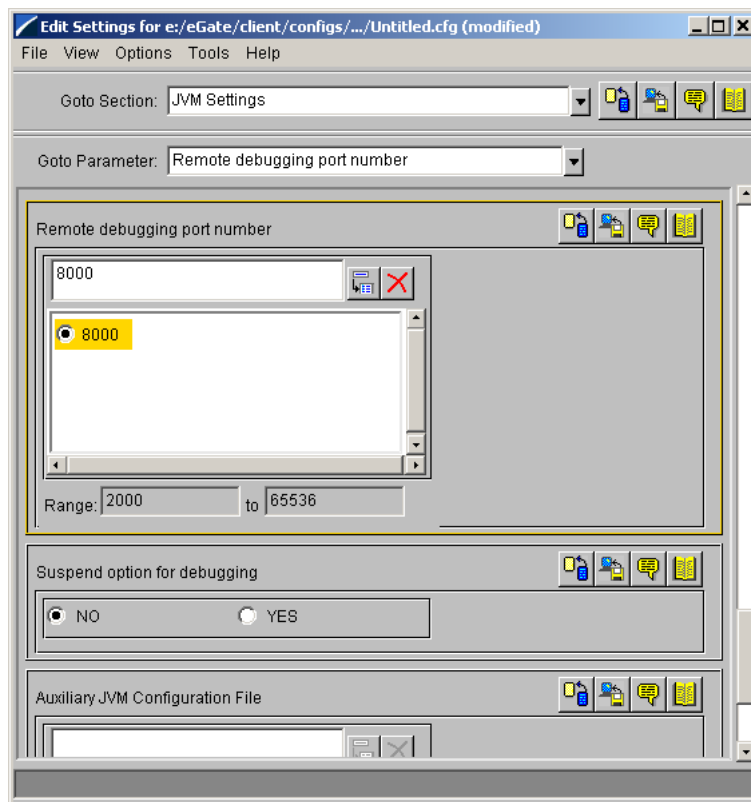 Edit Settings for e:/eGate/client/configs/.../Untitled.cfg (modified)
File View Options Tools Help
Goto Section: JVM Settings
Goto Parameter: Remote debugging port number
Remote debugging port number
8000
8000
Range: 2000 to 65536
Suspend option for debugging
NO YES
Auxiliary JVM Configuration File